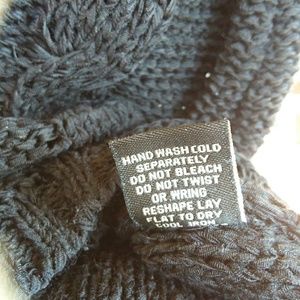 HAND WASH COLD
SEPARATELY
DO NOT BLEACH
DO NOT TWIST
OR WRING
RESHAPE LAY
FLAT TO DRY
COOL IRON